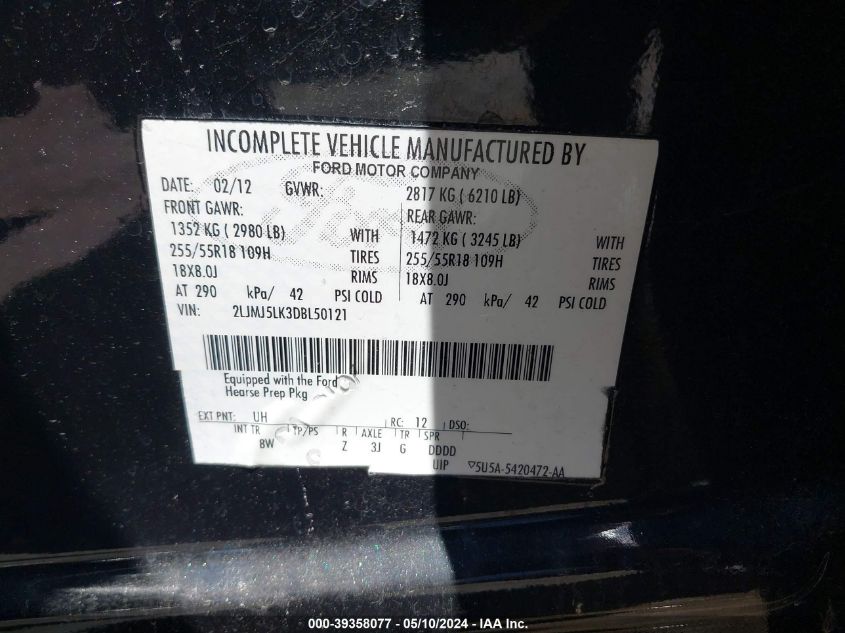 INCOMPLETE VEHICLE MANUFACTURED BY
FORD MOTOR COMPANY
DATE: 02/12 GVWR: 2817 KG ( 6210 LB)
FRONT GAWR: REAR GAWR:
1352 KG ( 2980 LB) WITH 1472 KG ( 3245 LB) WITH
255/55R18 109H TIRES 255/55R18 109H TIRES
18X8.0J RIMS 18X8.0J RIMS
AT 290 kPa/ 42 PSI COLD AT 290 kPa/ 42 PSI COLD
VIN: 2LJMJ5LK3DBL50121
Equipped with the Ford
Hearse Prep Pkg
EXT PNT: UH RC: 12 DSO:
INT TR TP/PS R AXLE TR SPR
8W Z 3J G DDDD
UIP 5U5A-5420472-AA
000-39358077 - 05/10/2024 - IAA Inc.